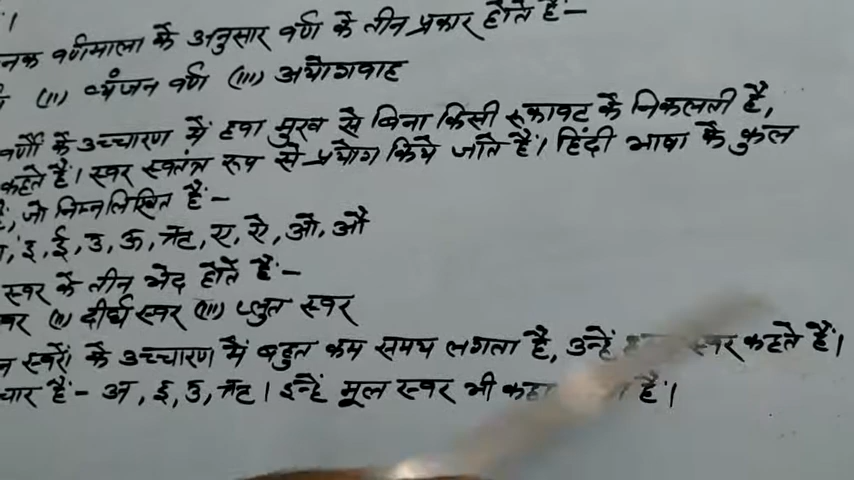 वर्णमाला के अनुसार वर्ण के तीन प्रकार होते हैं-
(ii) व्यंजन वर्ण (iii) अयोगवाह
वर्णों के उच्चारण में हवा मुख से बिना किसी रुकावट के निकलती है,
कहते हैं। स्वर स्वतंत्र रूप से प्रयोग किये जाते हैं। हिंदी भाषा के कुल
जो निम्नलिखित हैं-
इ, ई, उ, ऊ, ऋ, ए, ऐ, ओ, औ
स्वर के तीन भेद होते हैं-
(ii) दीर्घ स्वर (iii) प्लुत स्वर
स्वरों के उच्चारण में बहुत कम समय लगता है, उन्हें स्वर कहते हैं।
चार हैं- अ, इ, उ, ऋ। इन्हें मूल स्वर भी है।